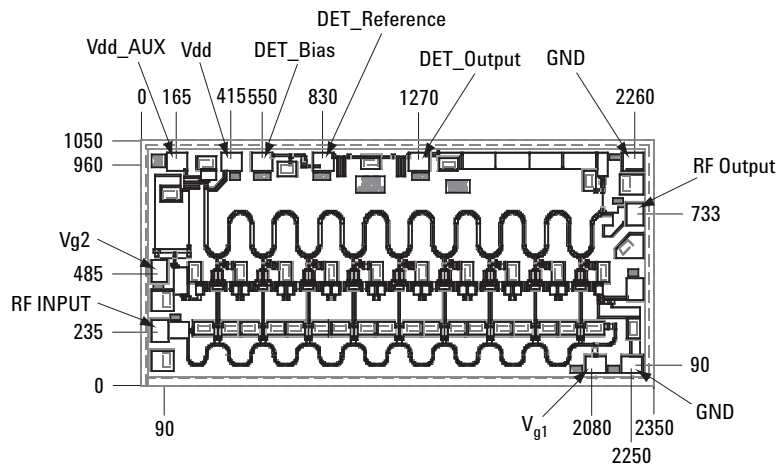 DET_Reference
Vdd_AUX Vdd DET_Bias DET_Output GND
0 165 415 550 830 1270 2260
1050
960
RF Output
733
Vg2
485
RF INPUT
235
0
90
90
Vg1 2080 2350 GND
2250